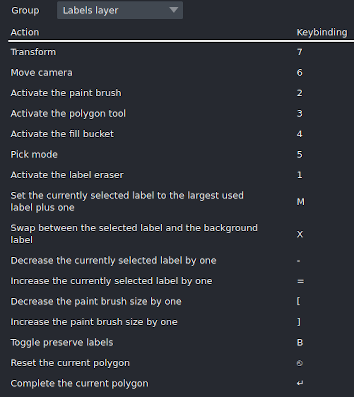 Group Labels layer
Action Keybinding
Transform 7
Move camera 6
Activate the paint brush 2
Activate the polygon tool 3
Activate the fill bucket 4
Pick mode 5
Activate the label eraser 1
Set the currently selected label to the largest used
label plus one M
Swap between the selected label and the background
label X
Decrease the currently selected label by one -
Increase the currently selected label by one =
Decrease the paint brush size by one [
Increase the paint brush size by one ]
Toggle preserve labels B
Reset the current polygon ⎋
Complete the current polygon ↵